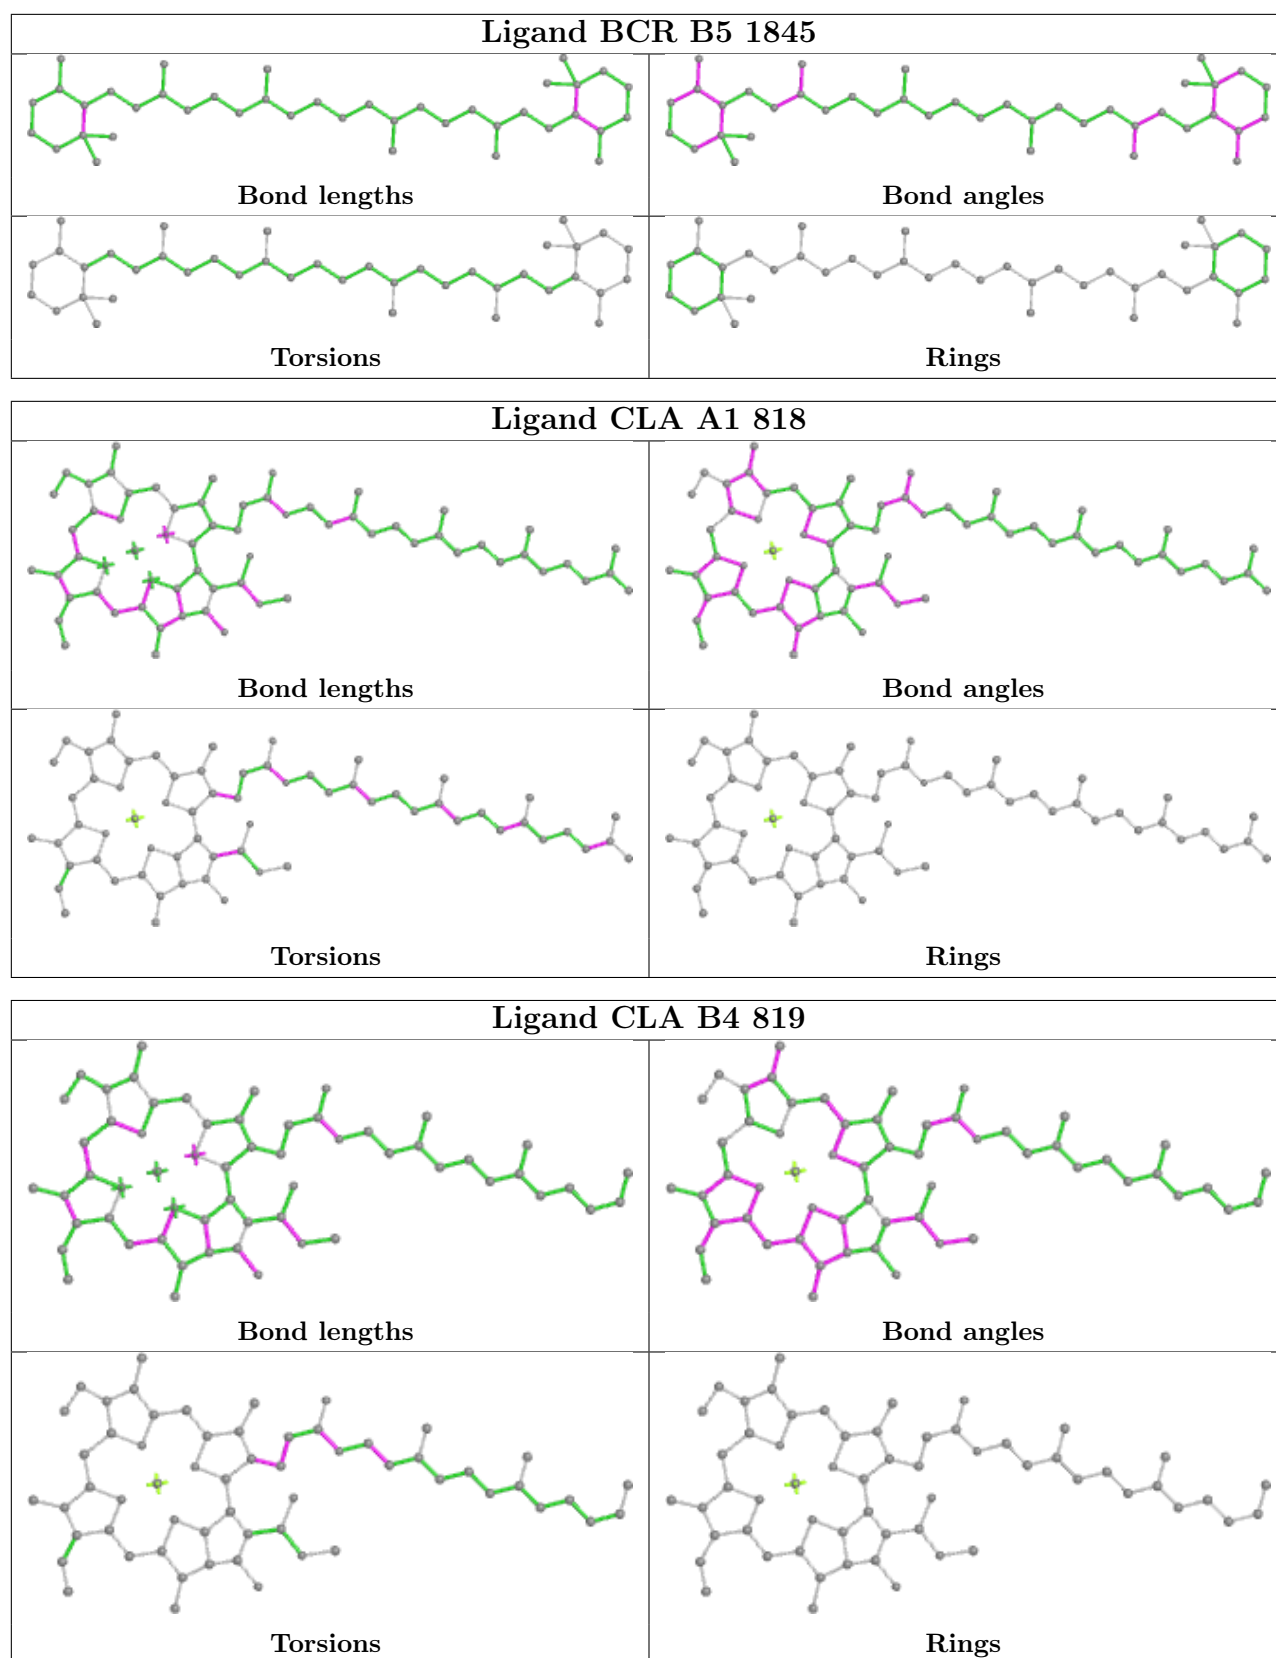 Ligand BCR B5 1845
Bond lengths
Bond angles
Torsions
Rings
Ligand CLA A1 818
Bond lengths
Bond angles
Torsions
Rings
Ligand CLA B4 819
Bond lengths
Bond angles
Torsions
Rings